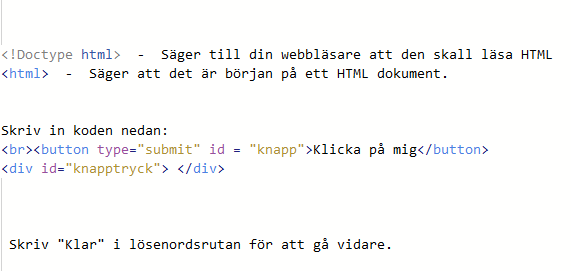 <!Doctype html>  -  Säger till din webbläsare att den skall läsa HTML
<html>  -  Säger att det är början på ett HTML dokument.
Skriv in koden nedan:
<br><button type="submit" id = "knapp">Klicka på mig</button>
<div id="knapptryck"> </div>
Skriv "Klar" i lösenordsrutan för att gå vidare.